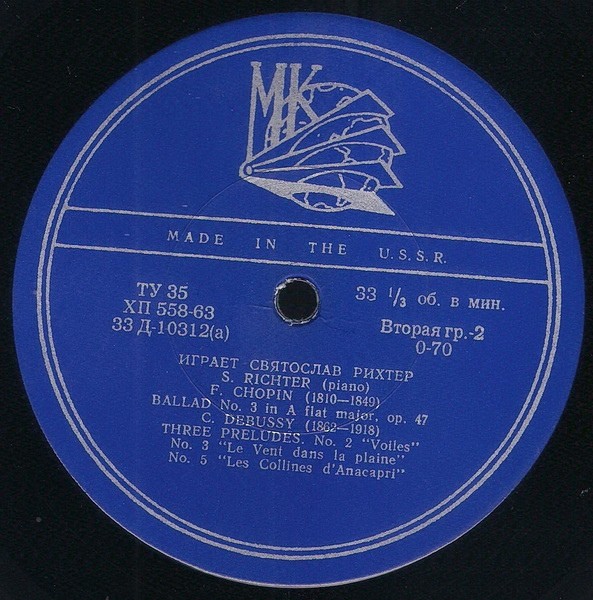 МК
MADE IN THE U.S.S.R.
ТУ 35
ХП 558-63
33 Д-10312(а)
33 1/3 об. в мин.
Вторая гр.-2
0-70
ИГРАЕТ СВЯТОСЛАВ РИХТЕР
S. RICHTER (piano)
F. CHOPIN (1810—1849)
BALLAD No. 3 in A flat major, op. 47
C. DEBUSSY (1862—1918)
THREE PRELUDES. No. 2 "Voiles"
No. 3 "Le Vent dans la plaine"
No. 5 "Les Collines d'Anacapri"